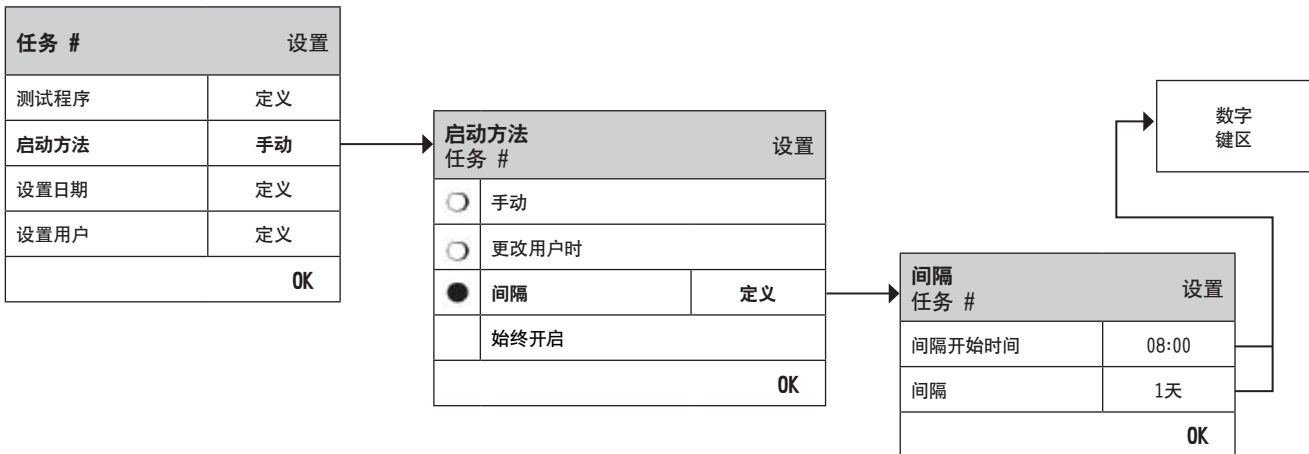 任务 # 设置
测试程序 定义
启动方法 手动
设置日期 定义
设置用户 定义
OK
启动方法 设置
任务 #
手动
更改用户时
间隔 定义
始终开启
OK
间隔 设置
任务 #
间隔开始时间 08:00
间隔 1天
OK
数字
键区